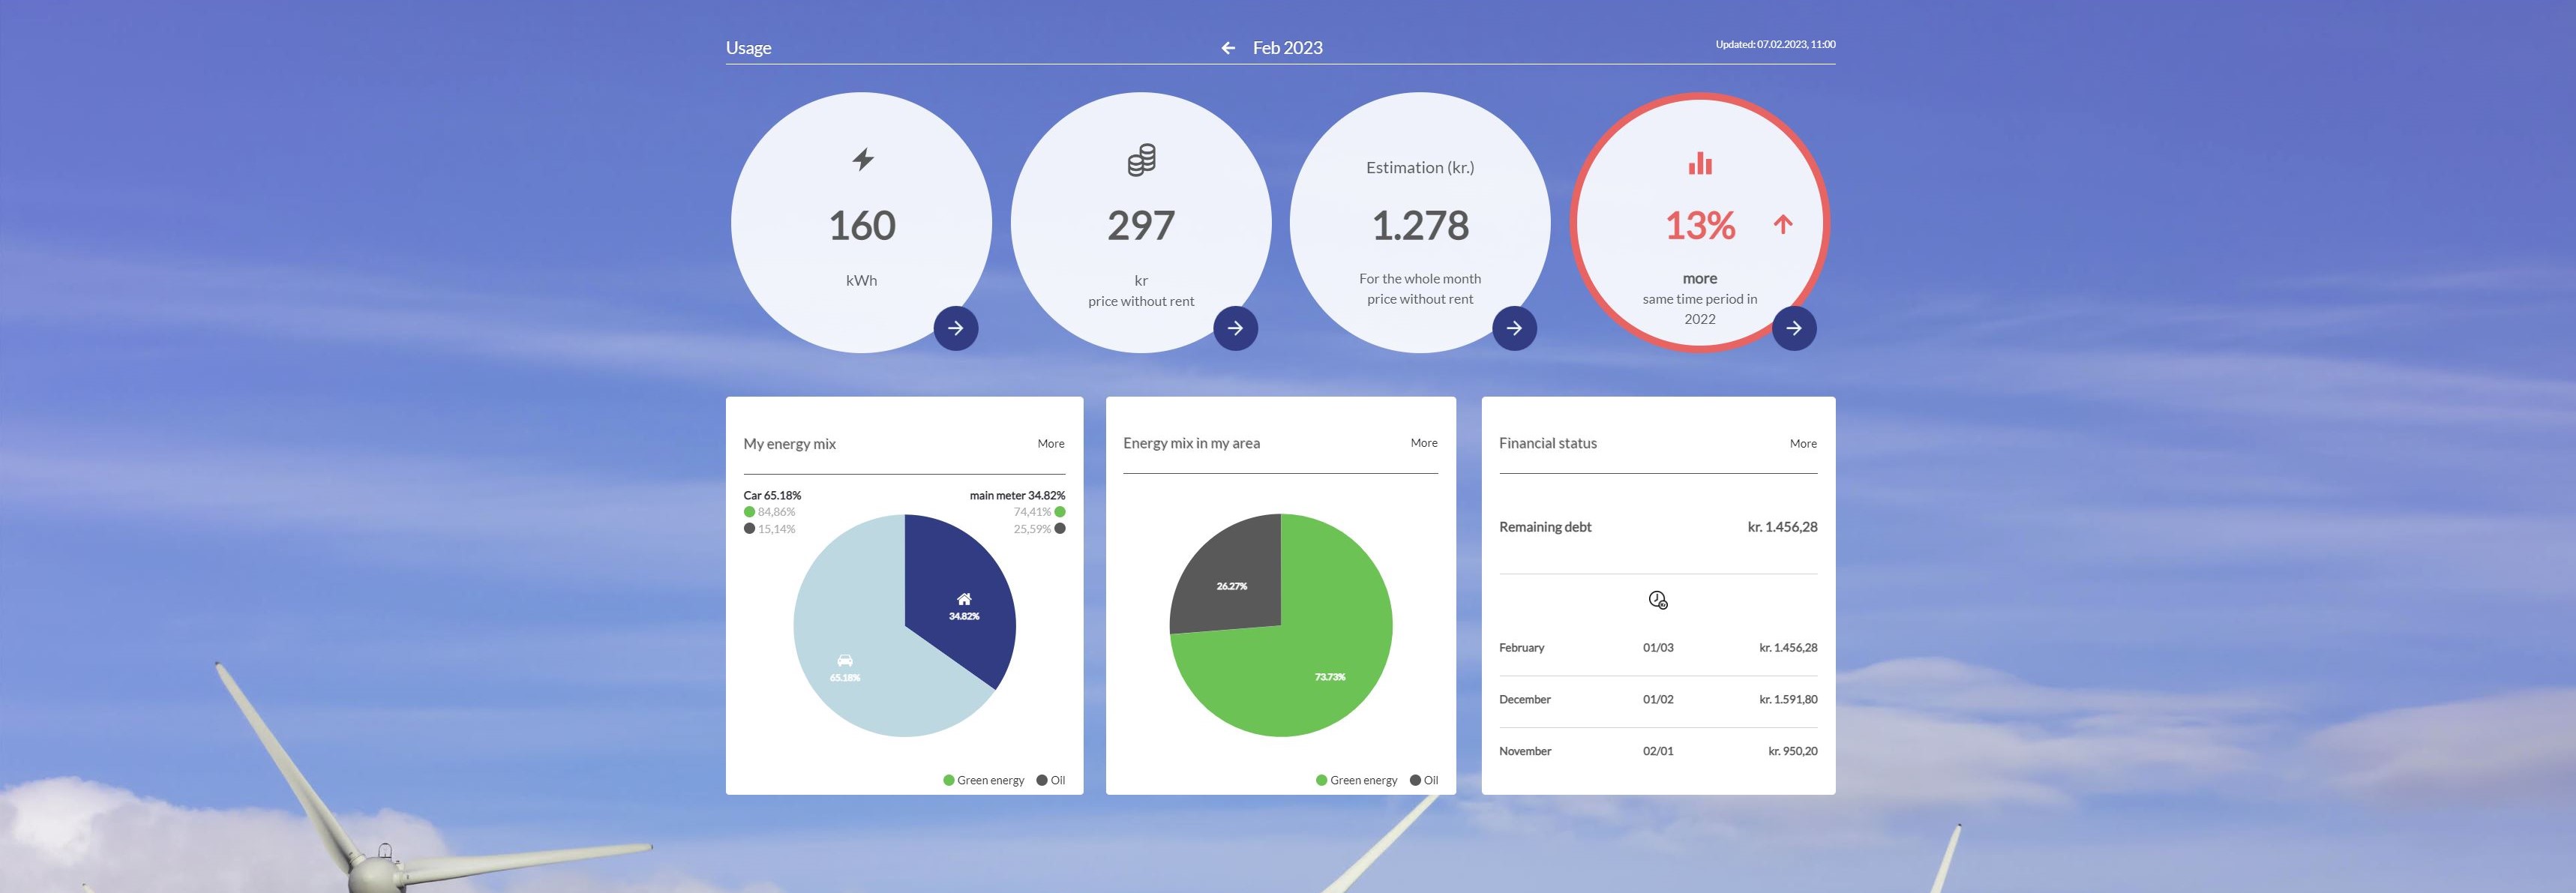 Usage
Feb 2023
Updated: 07.02.2023, 11:00
160
kWh
297
kr
price without rent
Estimation (kr.)
1.278
For the whole month
price without rent
13%
more
same time period in
2022
My energy mix
More
Car 65.18%
84,86%
15,14%
main meter 34.82%
74,41%
25,59%
34.82%
65.18%
Green energy
Oil
Energy mix in my area
More
26.27%
73.73%
Green energy
Oil
Financial status
More
Remaining debt
kr. 1.456,28
February
01/03
kr. 1.456,28
December
01/02
kr. 1.591,80
November
02/01
kr. 950,20